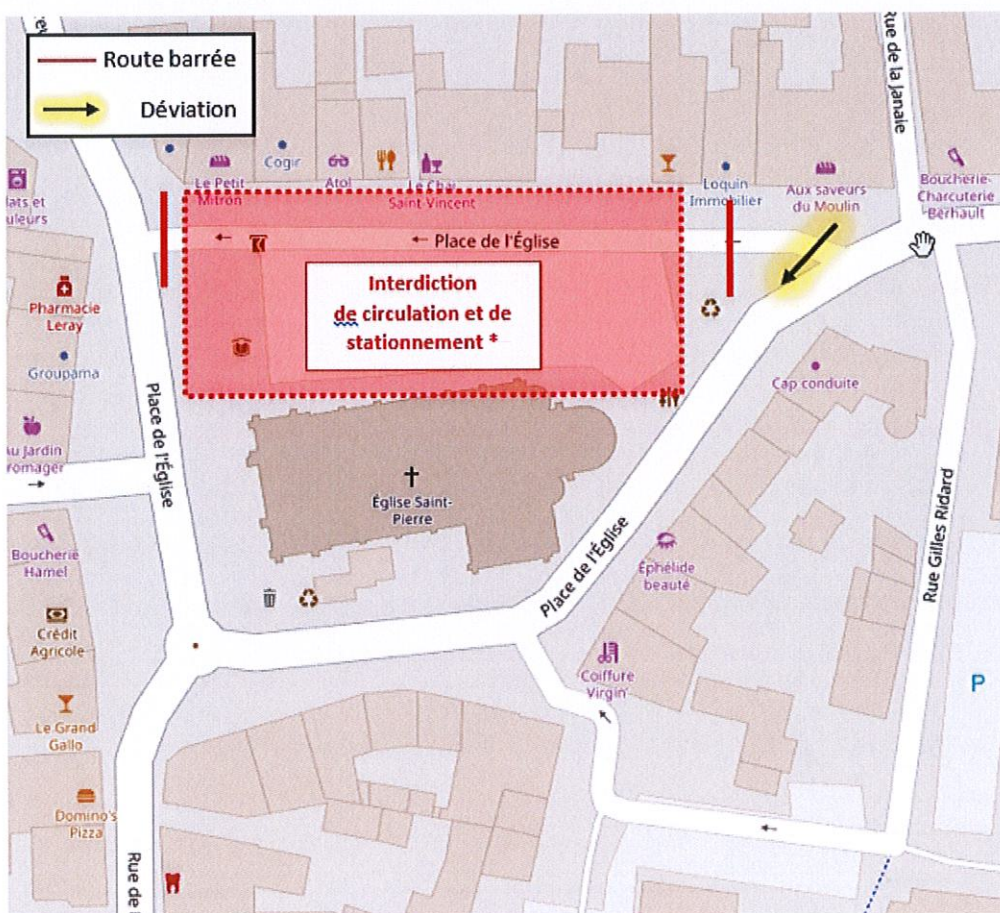 Route barrée
Déviation
Rue de la Janaie
Le Petit
Mitron
Cogir
Atol
Le Chai
Saint-Vincent
Loquin
Immobilier
Aux saveurs
du Moulin
Boucherie-
Charcuterie
Berhault
← Place de l'Église
Interdiction
de circulation et de
stationnement *
Pharmacie
Leray
Groupama
Place de l'Église
Cap conduite
Église Saint-
Pierre
Boucherie
Hamel
Crédit
Agricole
Le Grand
Gallo
Domino's
Pizza
Place de l'Église
Éphélide
beauté
Coiffure
Virgin'
Rue Gilles Ridard
P
Rue de